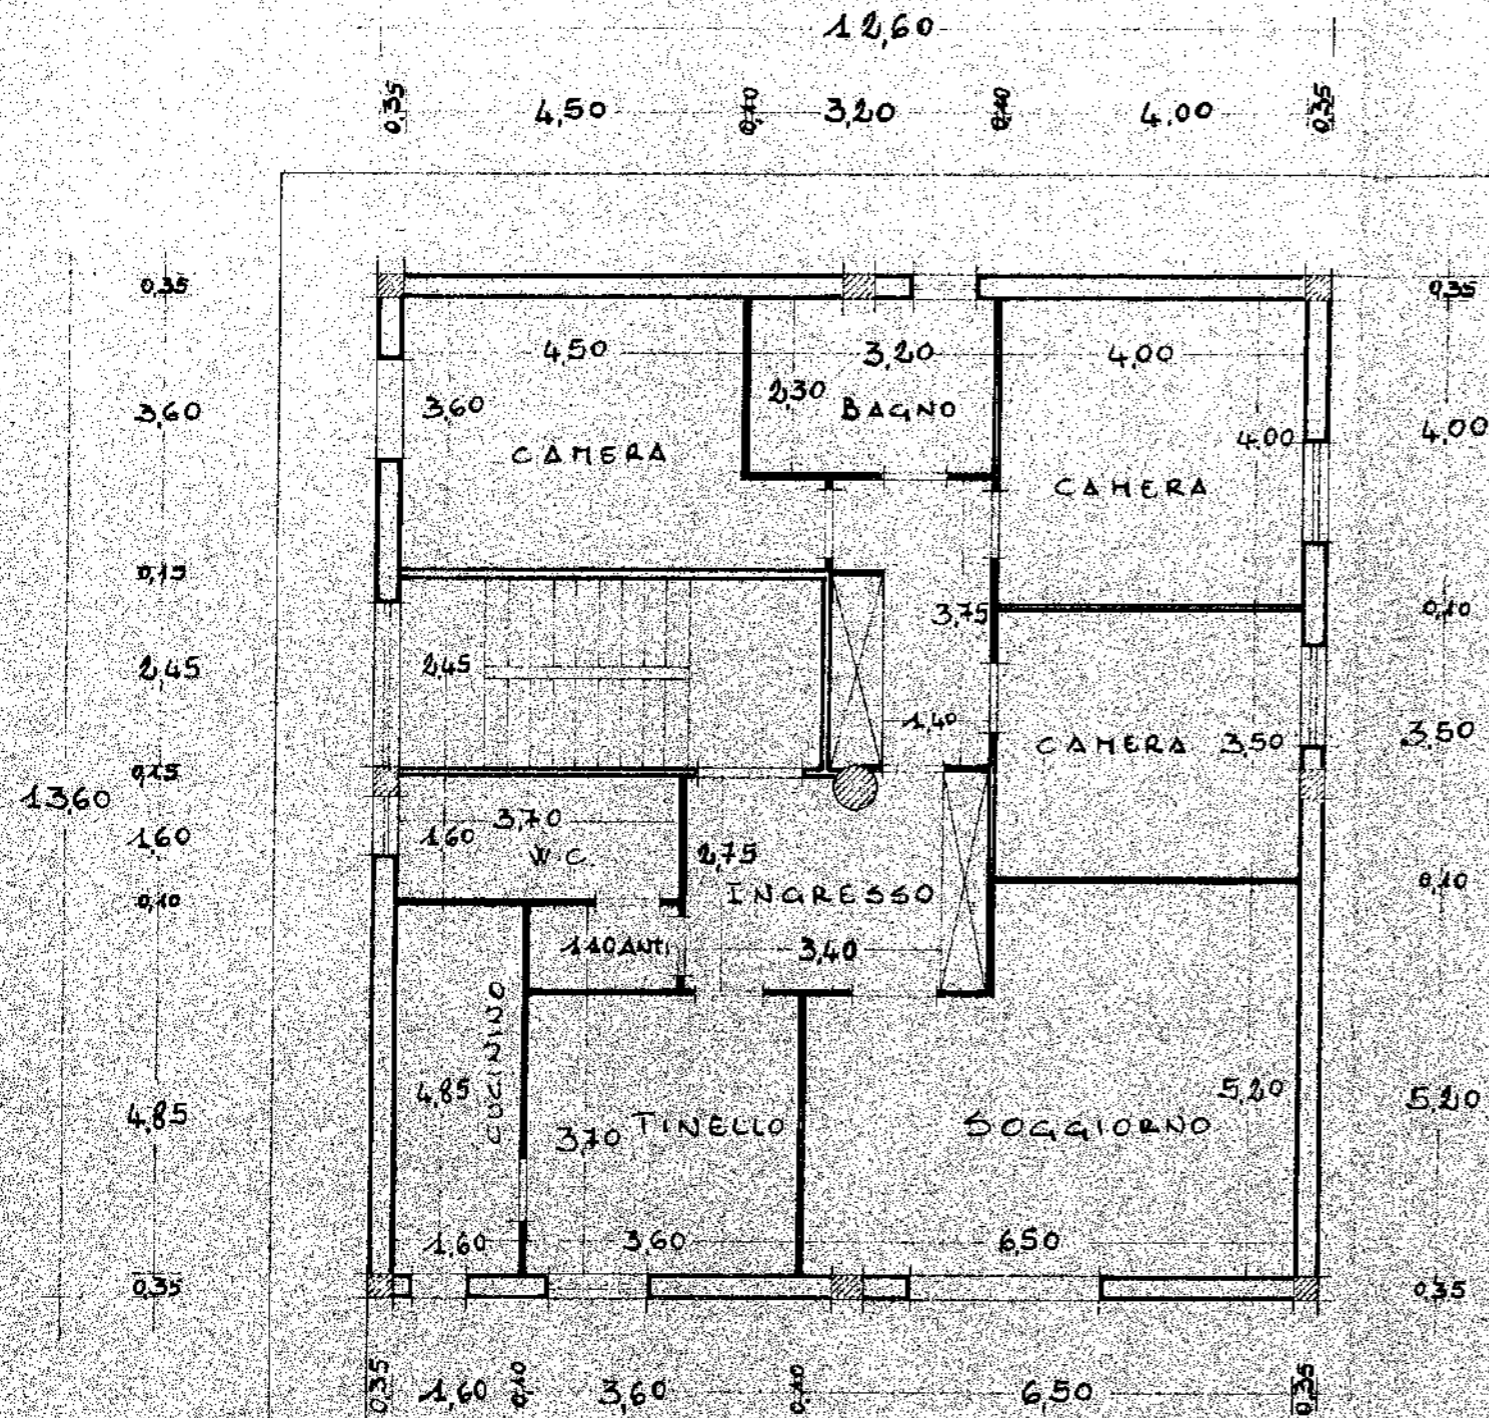 12,60
0,35 4,50 0,10 3,20 0,10 4,00 0,35
0,35 0,35
4,50 3,20 4,00
3,60 3,60 2,30 BAGNO 4,00 4,00
CAMERA CAMERA
0,15 3,75 0,10
2,45 2,45 1,40 CAMERA 3,50 3,50
0,15
13,60 1,60 1,60 3,70 2,75
W.C.
0,10 INGRESSO 0,10
1,10 ANTI. 3,40
4,85 4,85 CUCININO 3,70 TINELLO SOGGIORNO 5,20 5,20
1,60 3,60 6,50
0,35 0,35
0,35 1,60 0,10 3,60 0,10 6,50 0,35